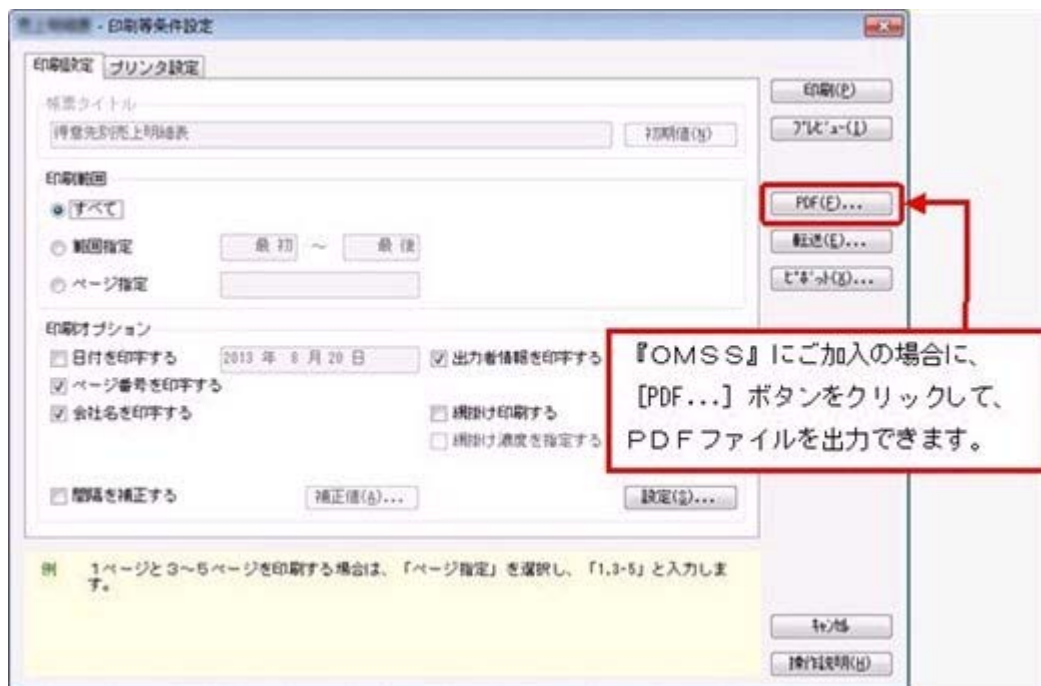 - 印刷等条件設定
印刷設定 プリンタ設定
帳票タイトル
得意先別売上明細表 初期値(N)
印刷範囲
すべて
範囲指定 最初 ～ 最後
ページ指定
印刷オプション
日付を印字する 2013 年 8 月 20 日 出力者情報を印字する
ページ番号を印字する
会社名を印字する 網掛け印刷する
網掛け濃度を指定する
間隔を補正する 補正値(A)... 設定(S)...
例 1ページと3～5ページを印刷する場合は、「ページ指定」を選択し、「1,3-5」と入力しま
す。
印刷(P)
ﾌﾟﾚﾋﾞｭｰ(I)
PDF(F)...
転送(E)...
ﾋﾟﾎﾞｯﾄ(X)...
『ＯＭＳＳ』にご加入の場合に、
[PDF...] ボタンをクリックして、
ＰＤＦファイルを出力できます。
ｷｬﾝｾﾙ
操作説明(H)